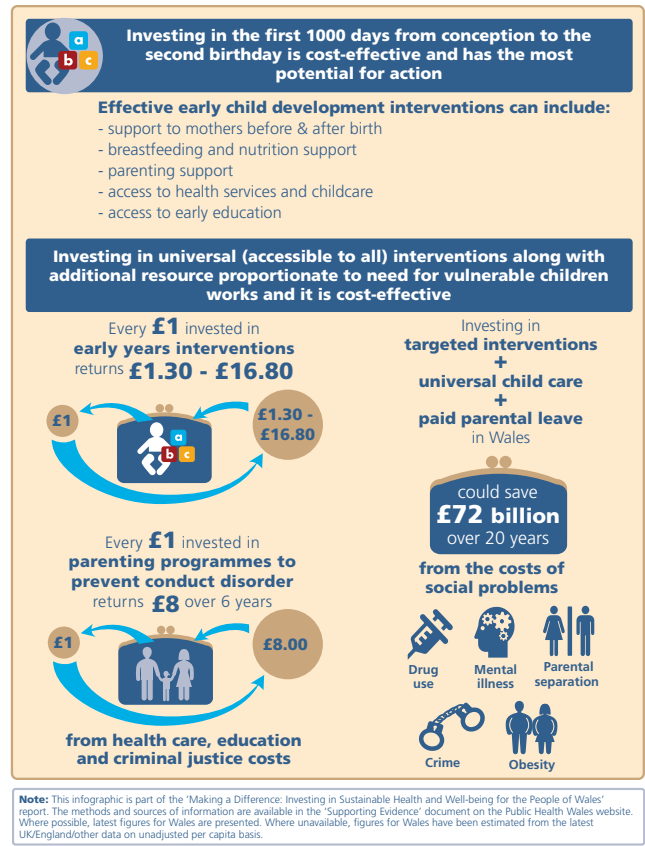 a
b c
Investing in the first 1000 days from conception to the
second birthday is cost-effective and has the most
potential for action
Effective early child development interventions can include:
- support to mothers before & after birth
- breastfeeding and nutrition support
- parenting support
- access to health services and childcare
- access to early education
Investing in universal (accessible to all) interventions along with
additional resource proportionate to need for vulnerable children
works and it is cost-effective
Every £1 invested in
early years interventions
returns £1.30 - £16.80
£1
a
b c
£1.30 -
£16.80
Every £1 invested in
parenting programmes to
prevent conduct disorder
returns £8 over 6 years
£1
£8.00
from health care, education
and criminal justice costs
Investing in
targeted interventions
+
universal child care
+
paid parental leave
in Wales
could save
£72 billion
over 20 years
from the costs of
social problems
Drug
use
Mental
illness
Parental
separation
Crime
Obesity
Note: This infographic is part of the ‘Making a Difference: Investing in Sustainable Health and Well-being for the People of Wales’
report. The methods and sources of information are available in the ‘Supporting Evidence’ document on the Public Health Wales website.
Where possible, latest figures for Wales are presented. Where unavailable, figures for Wales have been estimated from the latest
UK/England/other data on unadjusted per capita basis.